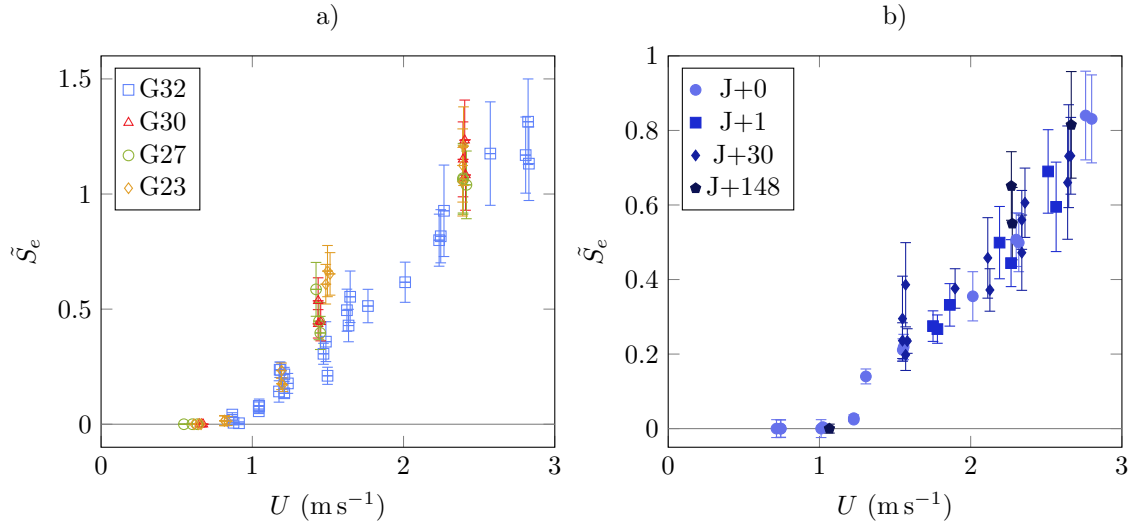 a)
b)
G32
G30
G27
G23
J+0
J+1
J+30
J+148
1.5
1
0.5
0
1
0.8
0.6
0.4
0.2
0
S̃ₑ
S̃ₑ
0 1 2 3
0 1 2 3
U (m s⁻¹)
U (m s⁻¹)